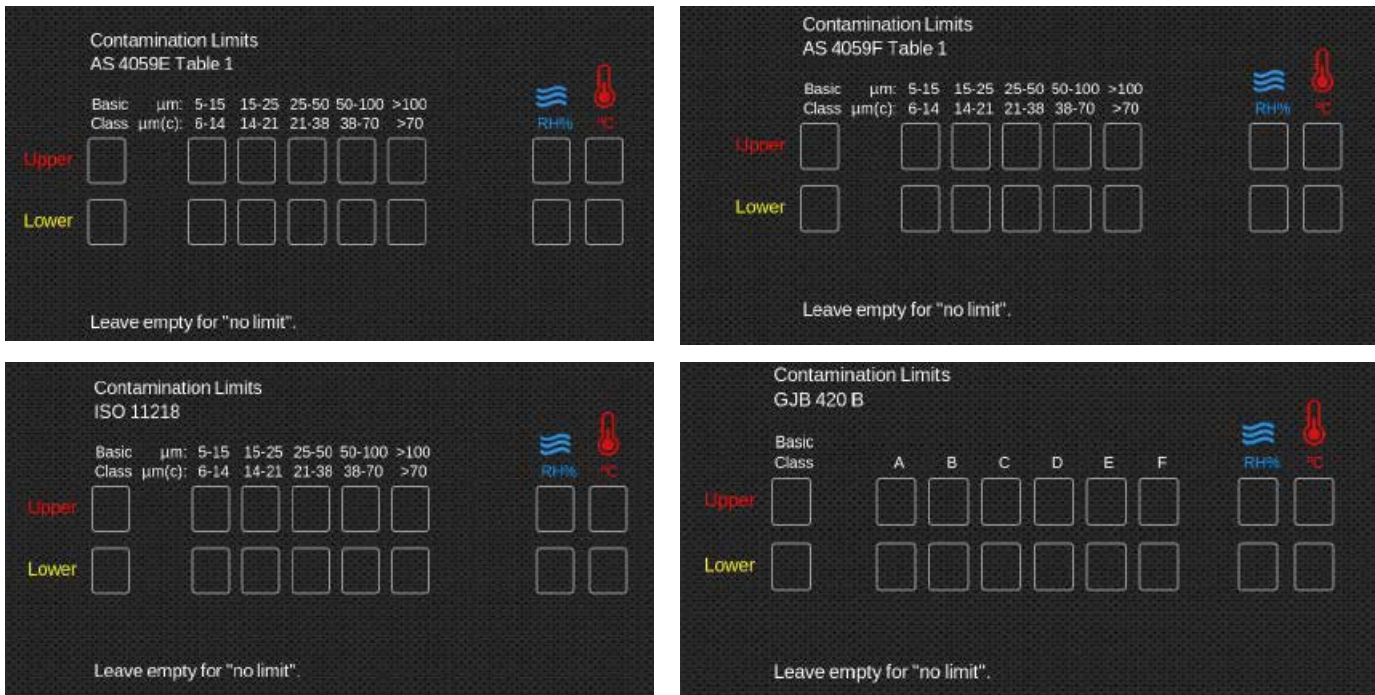 Contamination Limits
AS 4059E Table 1
Basic µm: 5-15 15-25 25-50 50-100 >100
Class µm(c): 6-14 14-21 21-38 38-70 >70
RH% °C
Upper
Lower
Leave empty for "no limit".
Contamination Limits
AS 4059F Table 1
Basic µm: 5-15 15-25 25-50 50-100 >100
Class µm(c): 6-14 14-21 21-38 38-70 >70
RH% °C
Upper
Lower
Leave empty for "no limit".
Contamination Limits
ISO 11218
Basic µm: 5-15 15-25 25-50 50-100 >100
Class µm(c): 6-14 14-21 21-38 38-70 >70
RH% °C
Upper
Lower
Leave empty for "no limit".
Contamination Limits
GJB 420 B
Basic
Class A B C D E F
RH% °C
Upper
Lower
Leave empty for "no limit".